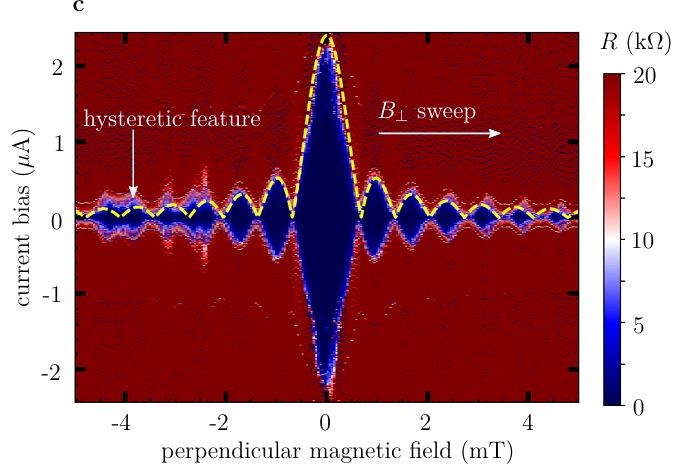 c
R (kΩ)
2
20
hysteretic feature
B⊥ sweep
1
15
current bias (μA)
0
10
-1
5
-2
0
-4
-2
0
2
4
perpendicular magnetic field (mT)